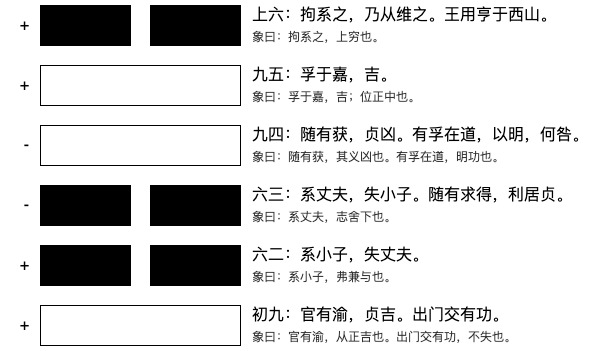 + 上六：拘系之，乃从维之。王用亨于西山。
象曰：拘系之，上穷也。
+ 九五：孚于嘉，吉。
象曰：孚于嘉，吉；位正中也。
- 九四：随有获，贞凶。有孚在道，以明，何咎。
象曰：随有获，其义凶也。有孚在道，明功也。
- 六三：系丈夫，失小子。随有求得，利居贞。
象曰：系丈夫，志舍下也。
+ 六二：系小子，失丈夫。
象曰：系小子，弗兼与也。
+ 初九：官有渝，贞吉。出门交有功。
象曰：官有渝，从正吉也。出门交有功，不失也。